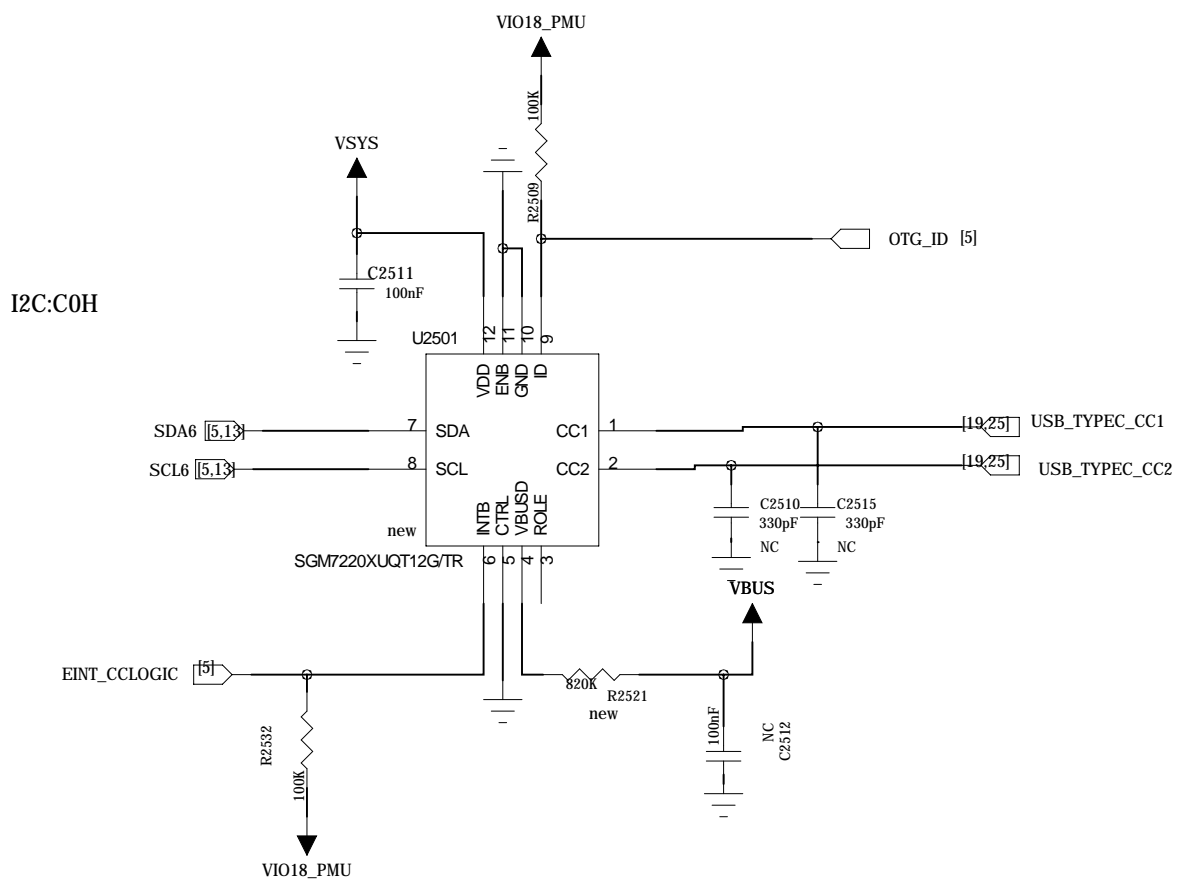 VIO18_PMU
100K
R2509
VSYS
OTG_ID [5]
C2511
100nF
I2C:C0H
U2501
12
11
10
9
VDD
ENB
GND
ID
SDA6 [5,13]
7
SDA
CC1
1
[19,25]
USB_TYPEC_CC1
SCL6 [5,13]
8
SCL
CC2
2
[19,25]
USB_TYPEC_CC2
INTB
CTRL
VBUSD
ROLE
new
C2510
330pF
NC
C2515
330pF
NC
SGM7220XUQT12G/TR
6
5
4
3
VBUS
EINT_CCLOGIC [5]
820K
R2521
new
100nF
NC
C2512
R2532
100K
VIO18_PMU